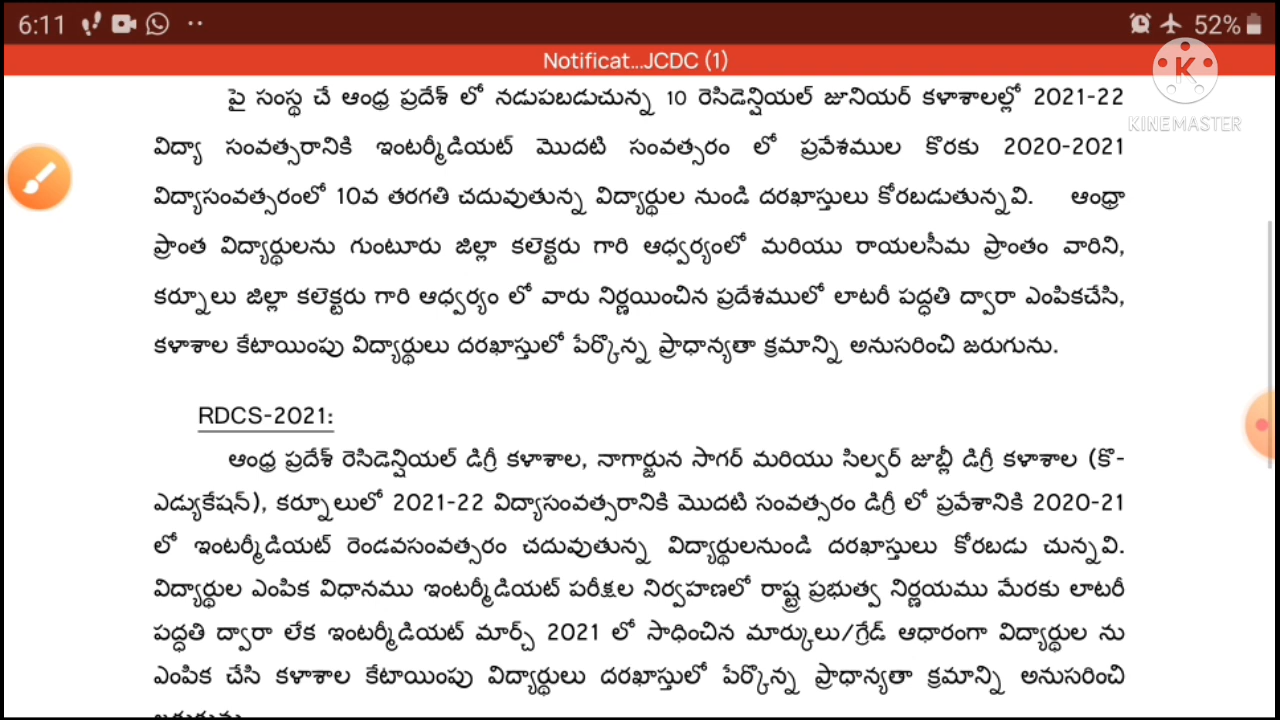 6:11
52%
Notificat...JCDC (1)
K
KINEMASTER
పై సంస్థ చే ఆంధ్ర ప్రదేశ్ లో నడుపబడుచున్న 10 రెసిడెన్షియల్ జూనియర్ కళాశాలల్లో 2021-22
విద్యా సంవత్సరానికి ఇంటర్మీడియట్ మొదటి సంవత్సరం లో ప్రవేశముల కొరకు 2020-2021
విద్యాసంవత్సరంలో 10వ తరగతి చదువుతున్న విద్యార్థుల నుండి దరఖాస్తులు కోరబడుతున్నవి. ఆంధ్రా
ప్రాంత విద్యార్థులను గుంటూరు జిల్లా కలెక్టరు గారి ఆధ్వర్యంలో మరియు రాయలసీమ ప్రాంతం వారిని,
కర్నూలు జిల్లా కలెక్టరు గారి ఆధ్వర్యం లో వారు నిర్ణయించిన ప్రదేశములో లాటరీ పద్ధతి ద్వారా ఎంపికచేసి,
కళాశాల కేటాయింపు విద్యార్థులు దరఖాస్తులో పేర్కొన్న ప్రాధాన్యతా క్రమాన్ని అనుసరించి జరుగును.
RDCS-2021:
ఆంధ్ర ప్రదేశ్ రెసిడెన్షియల్ డిగ్రీ కళాశాల, నాగార్జున సాగర్ మరియు సిల్వర్ జూబ్లీ డిగ్రీ కళాశాల (కొ-
ఎడ్యుకేషన్), కర్నూలులో 2021-22 విద్యాసంవత్సరానికి మొదటి సంవత్సరం డిగ్రీ లో ప్రవేశానికి 2020-21
లో ఇంటర్మీడియట్ రెండవసంవత్సరం చదువుతున్న విద్యార్థులనుండి దరఖాస్తులు కోరబడు చున్నవి.
విద్యార్థుల ఎంపిక విధానము ఇంటర్మీడియట్ పరీక్షల నిర్వహణలో రాష్ట్ర ప్రభుత్వ నిర్ణయము మేరకు లాటరీ
పద్ధతి ద్వారా లేక ఇంటర్మీడియట్ మార్చ్ 2021 లో సాధించిన మార్కులు/గ్రేడ్ ఆధారంగా విద్యార్థుల ను
ఎంపిక చేసి కళాశాల కేటాయింపు విద్యార్థులు దరఖాస్తులో పేర్కొన్న ప్రాధాన్యతా క్రమాన్ని అనుసరించి